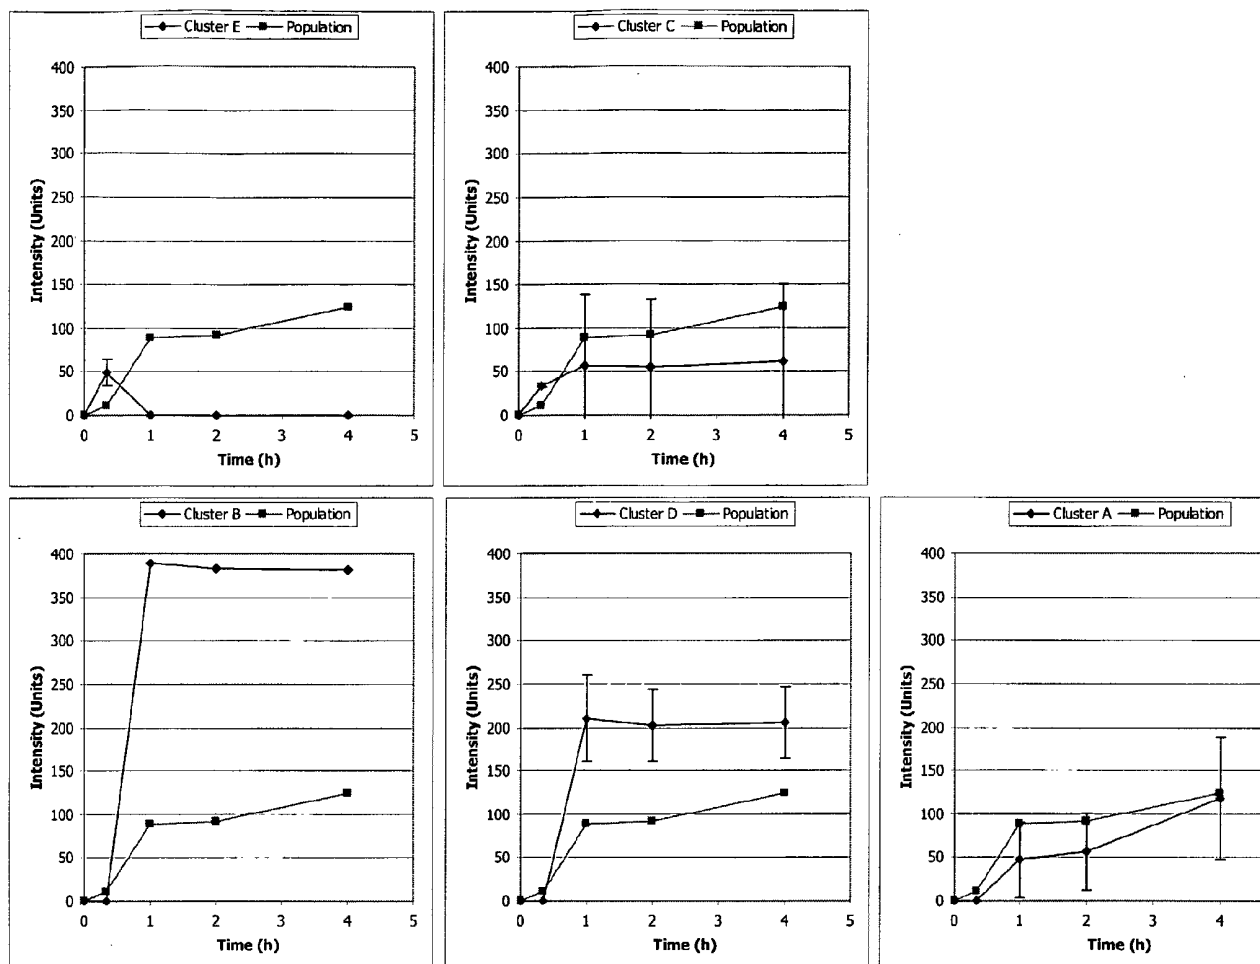 Cluster E Population
400
350
300
250
200
150
100
50
0
0 1 2 3 4 5
Intensity (Units)
Time (h)
Cluster C Population
400
350
300
250
200
150
100
50
0
0 1 2 3 4 5
Intensity (Units)
Time (h)
Cluster B Population
400
350
300
250
200
150
100
50
0
0 1 2 3 4 5
Intensity (Units)
Time (h)
Cluster D Population
400
350
300
250
200
150
100
50
0
0 1 2 3 4 5
Intensity (Units)
Time (h)
Cluster A Population
400
350
300
250
200
150
100
50
0
0 1 2 3 4
Intensity (Units)
Time (h)